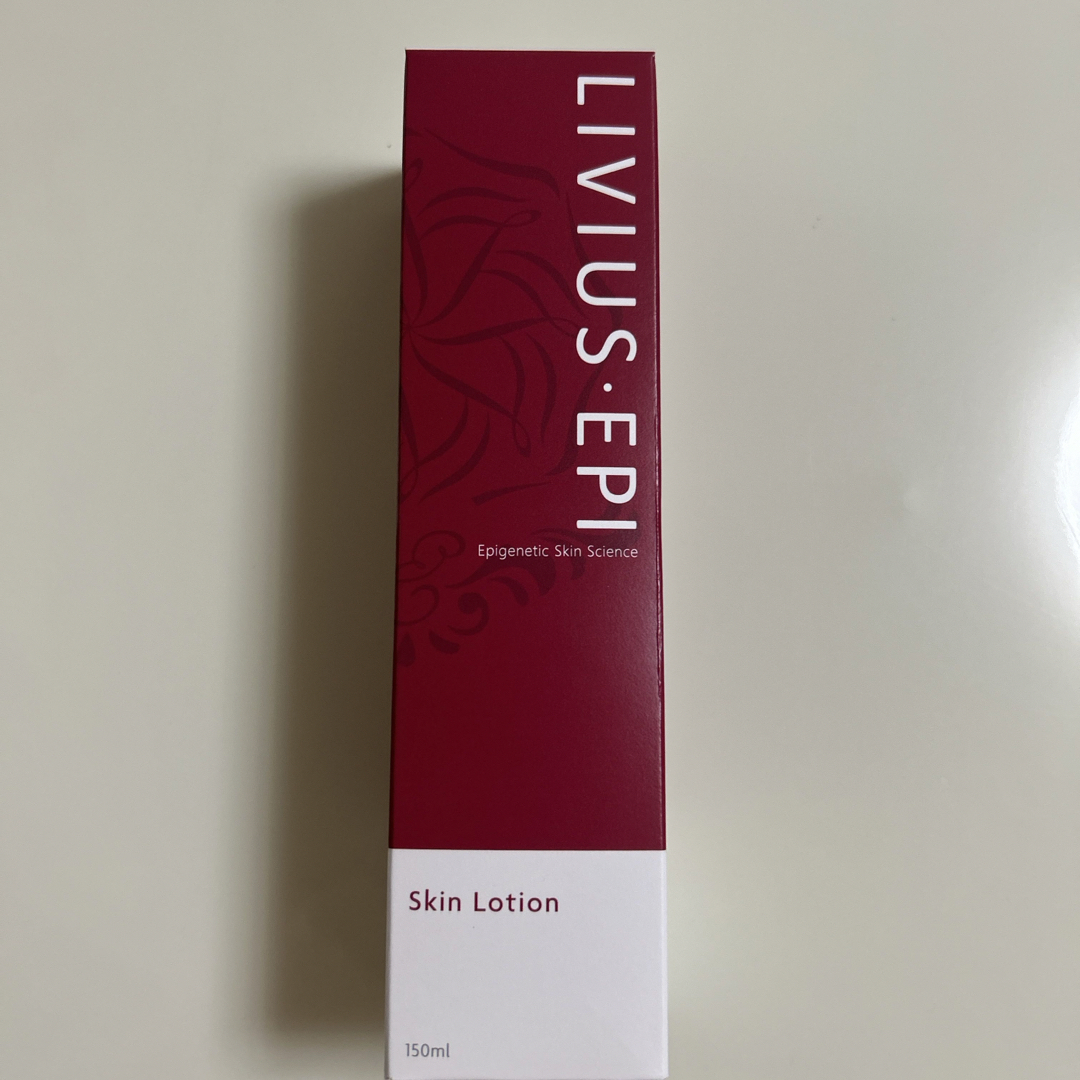 LIVIUS·EPI
Epigenetic Skin Science
Skin Lotion
150ml